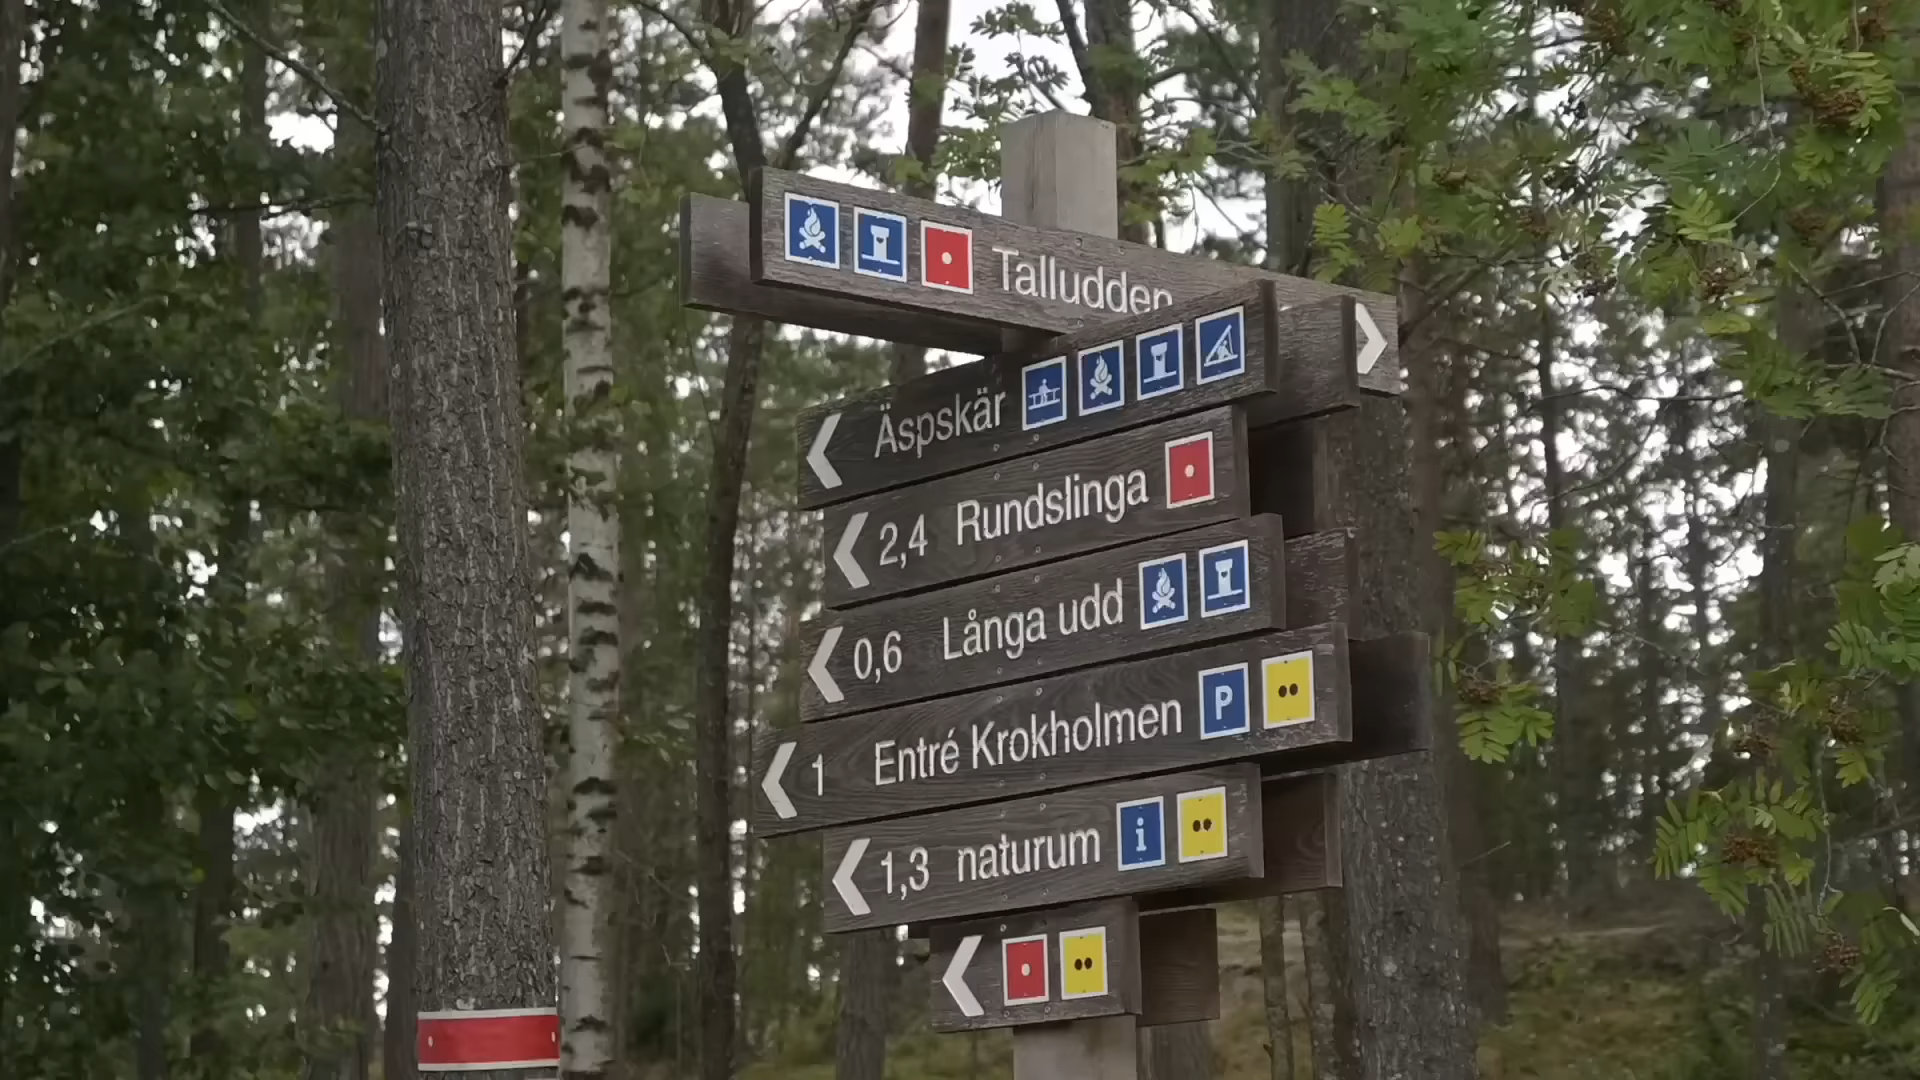 Talludden
Äspskär
2,4 Rundslinga
0,6 Långa udd
1 Entré Krokholmen P
1,3 naturum i